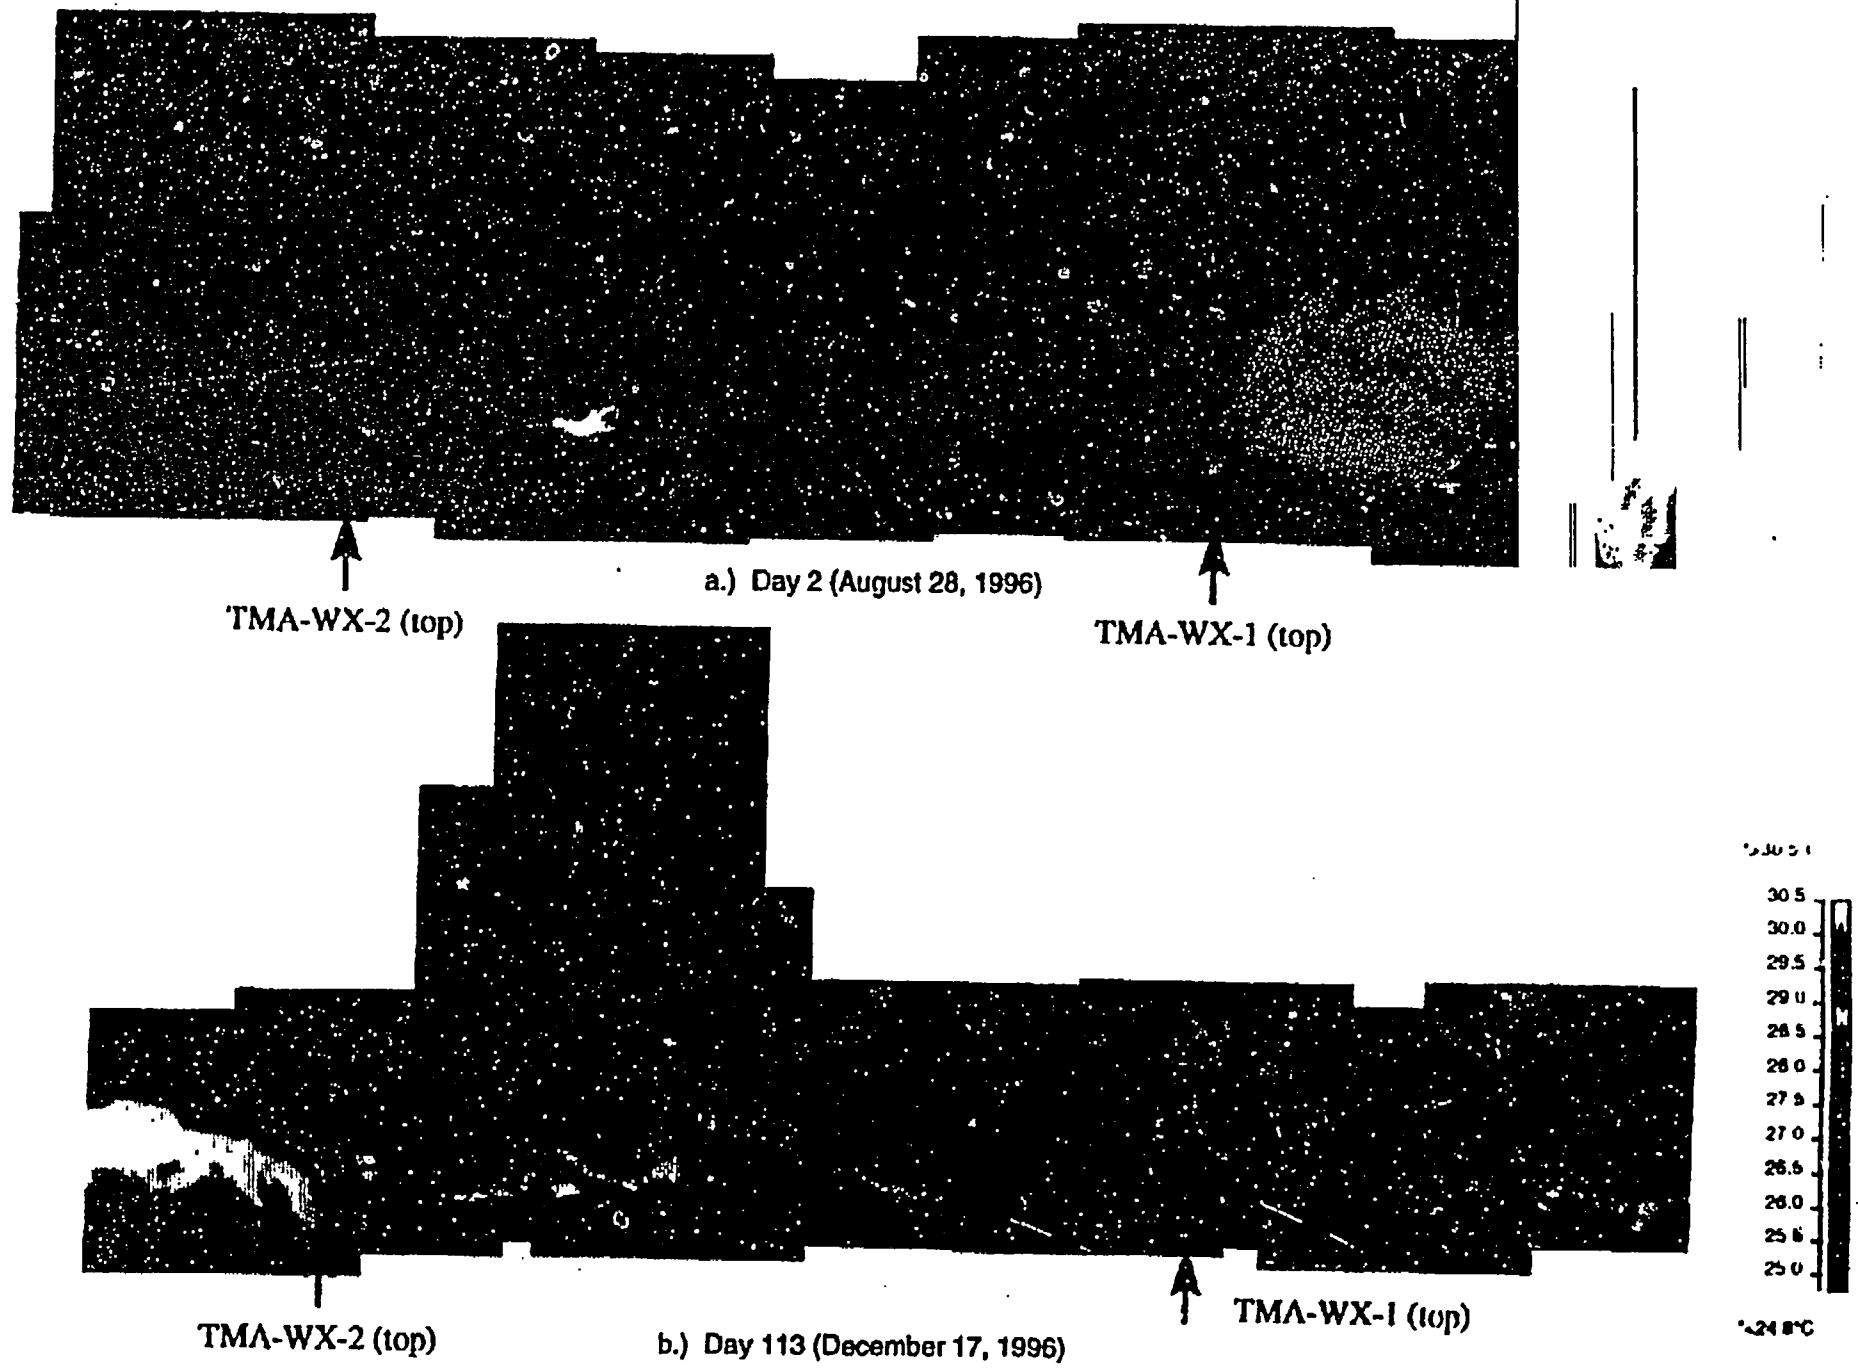 a.) Day 2 (August 28, 1996)
TMA-WX-2 (top)
TMA-WX-1 (top)
30.5
30.0
29.5
29.0
28.5
28.0
27.5
27.0
26.5
26.0
25.5
25.0
TMA-WX-1 (top)
TMA-WX-2 (top)
b.) Day 113 (December 17, 1996)